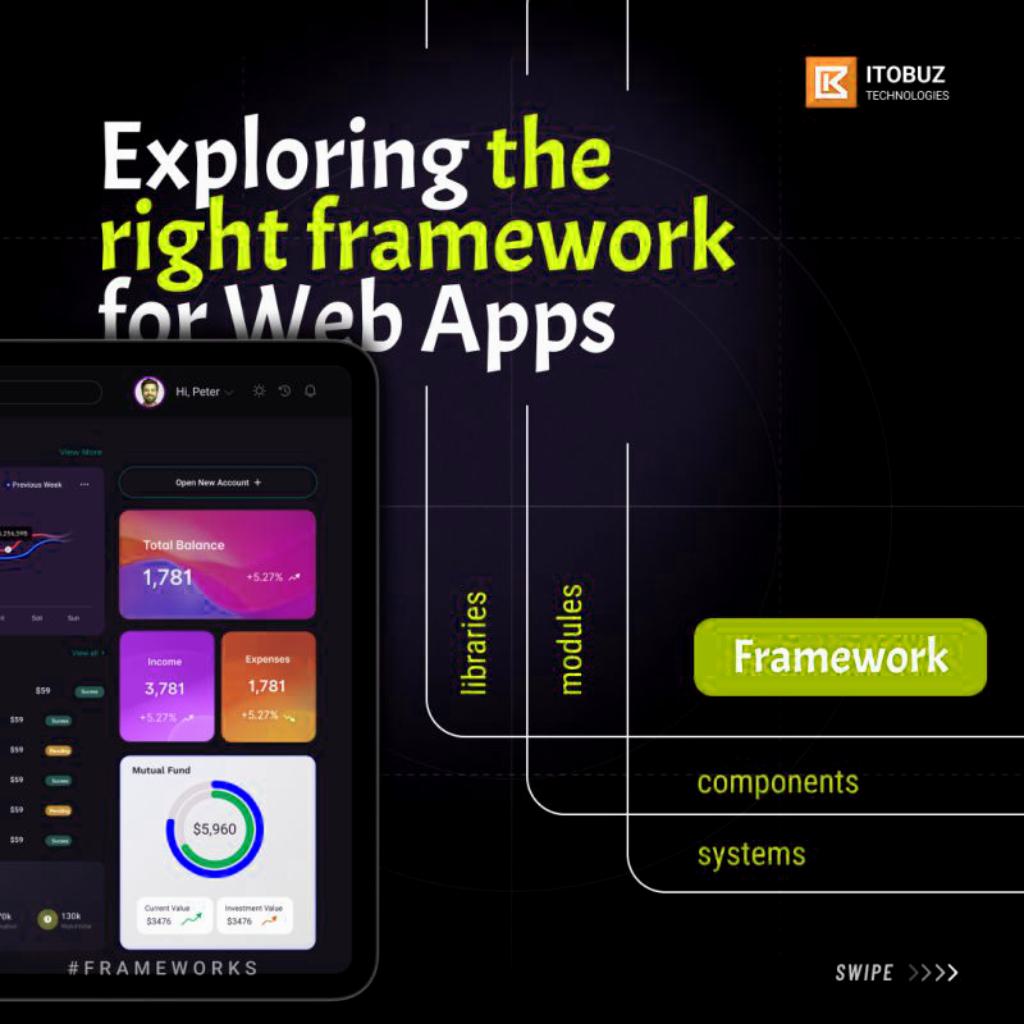 ITOBUZ
TECHNOLOGIES
Exploring the
right framework
for Web Apps
Hi, Peter
View More
Previous Week
Open New Account +
Total Balance
1,781
+5.27%
Sat
Sun
View all
Income
3,781
+5.27%
Expenses
1,781
+5.27%
$59
Success
$59
Success
$59
Pending
$59
Success
$59
Pending
$59
Success
Mutual Fund
$5,960
Current Value
$3476
Investment Value
$3476
130k
libraries
modules
Framework
components
systems
#FRAMEWORKS
SWIPE